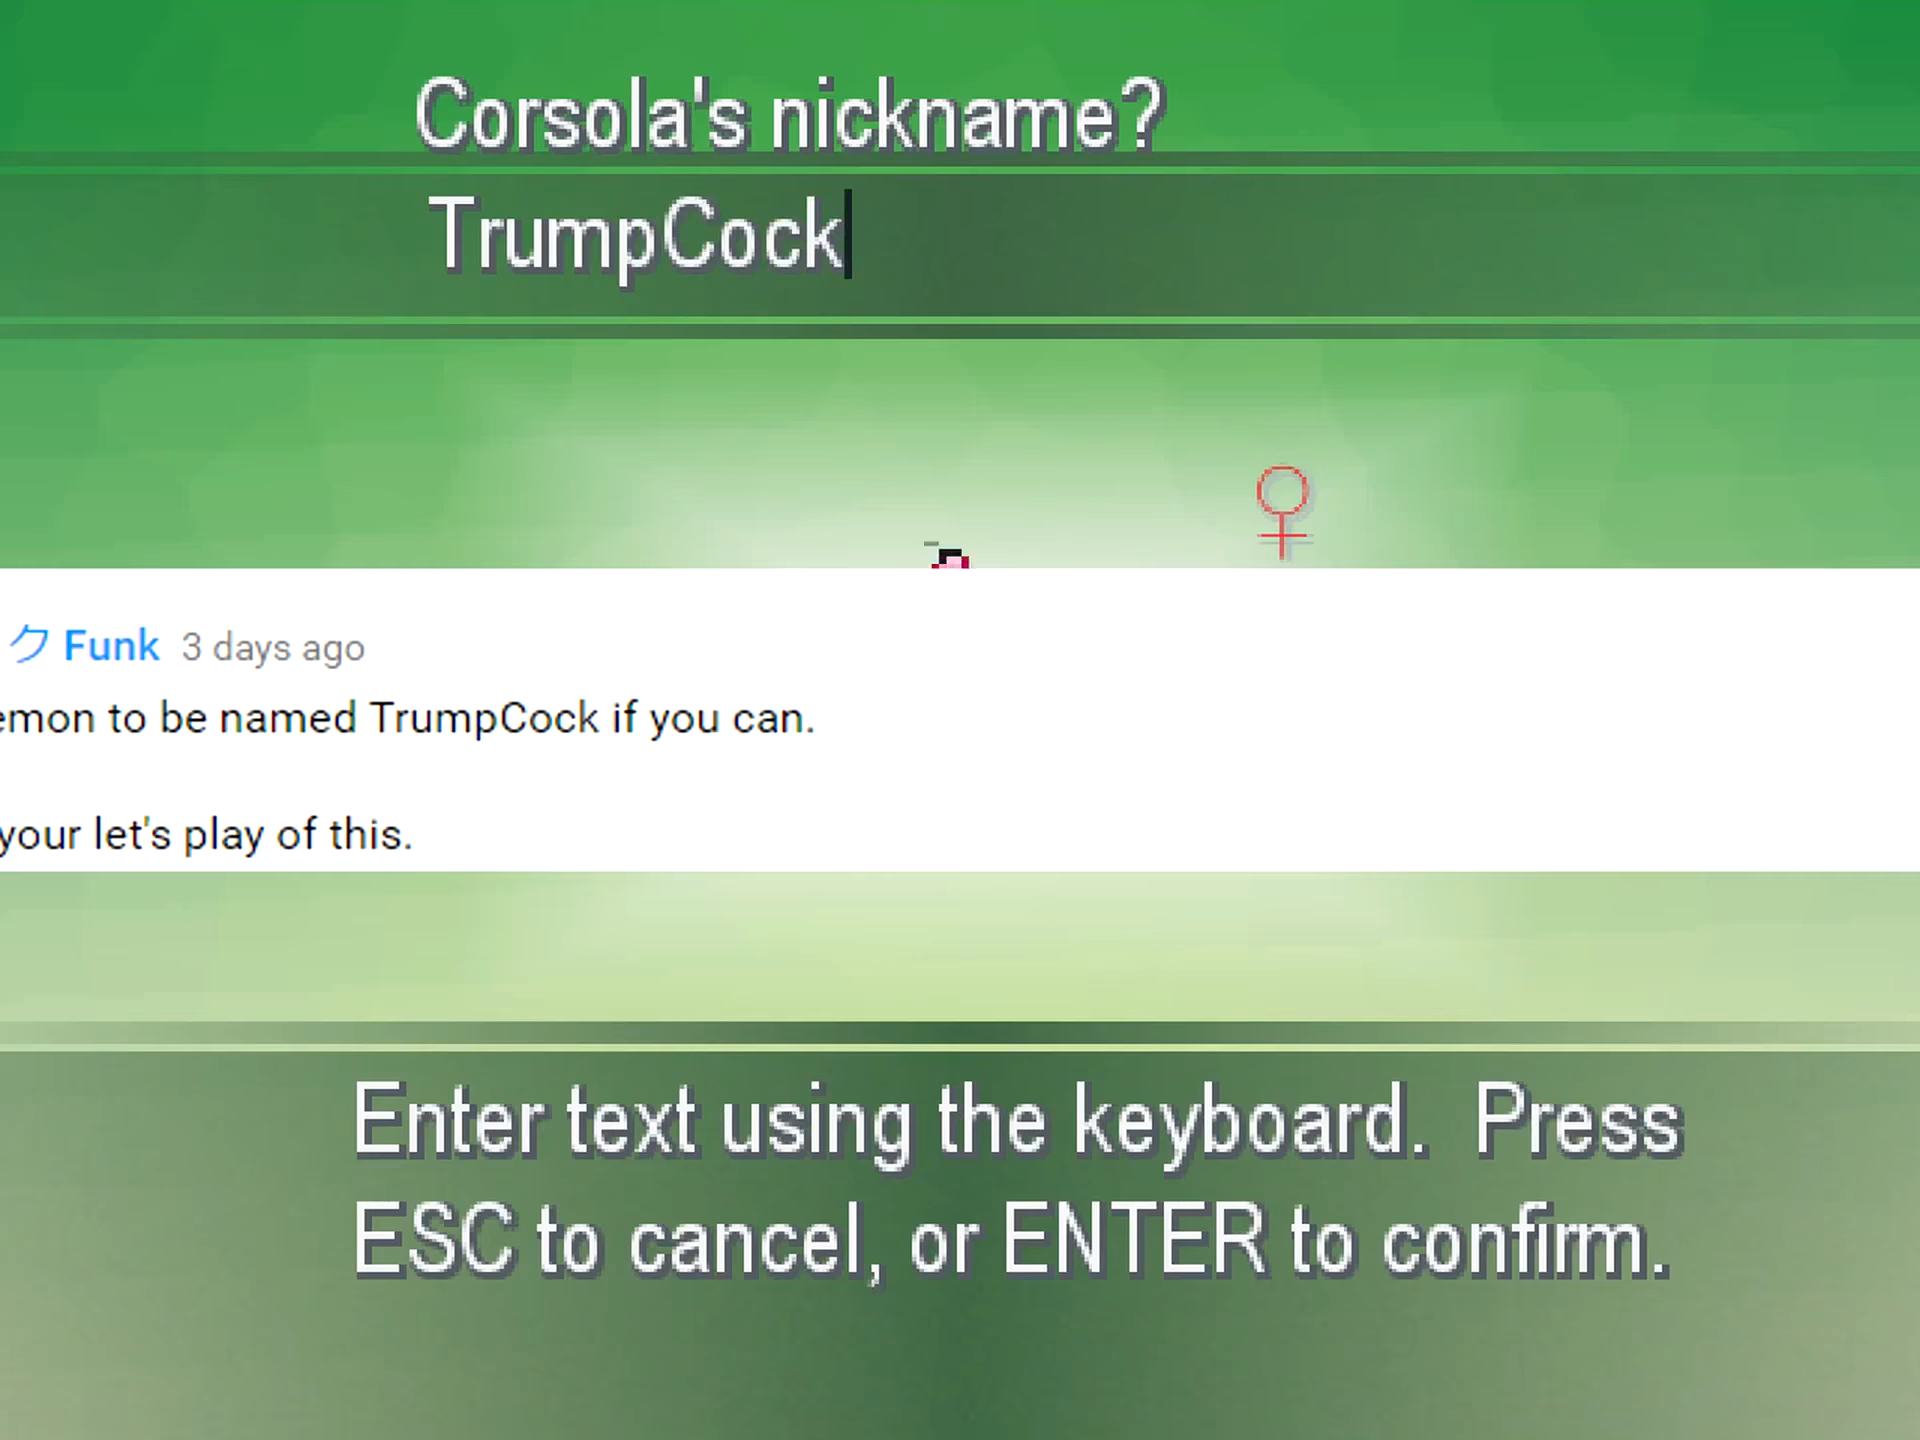 Corsola's nickname?
TrumpCock
♀
ク Funk 3 days ago
emon to be named TrumpCock if you can.
your let's play of this.
Enter text using the keyboard. Press
ESC to cancel, or ENTER to confirm.